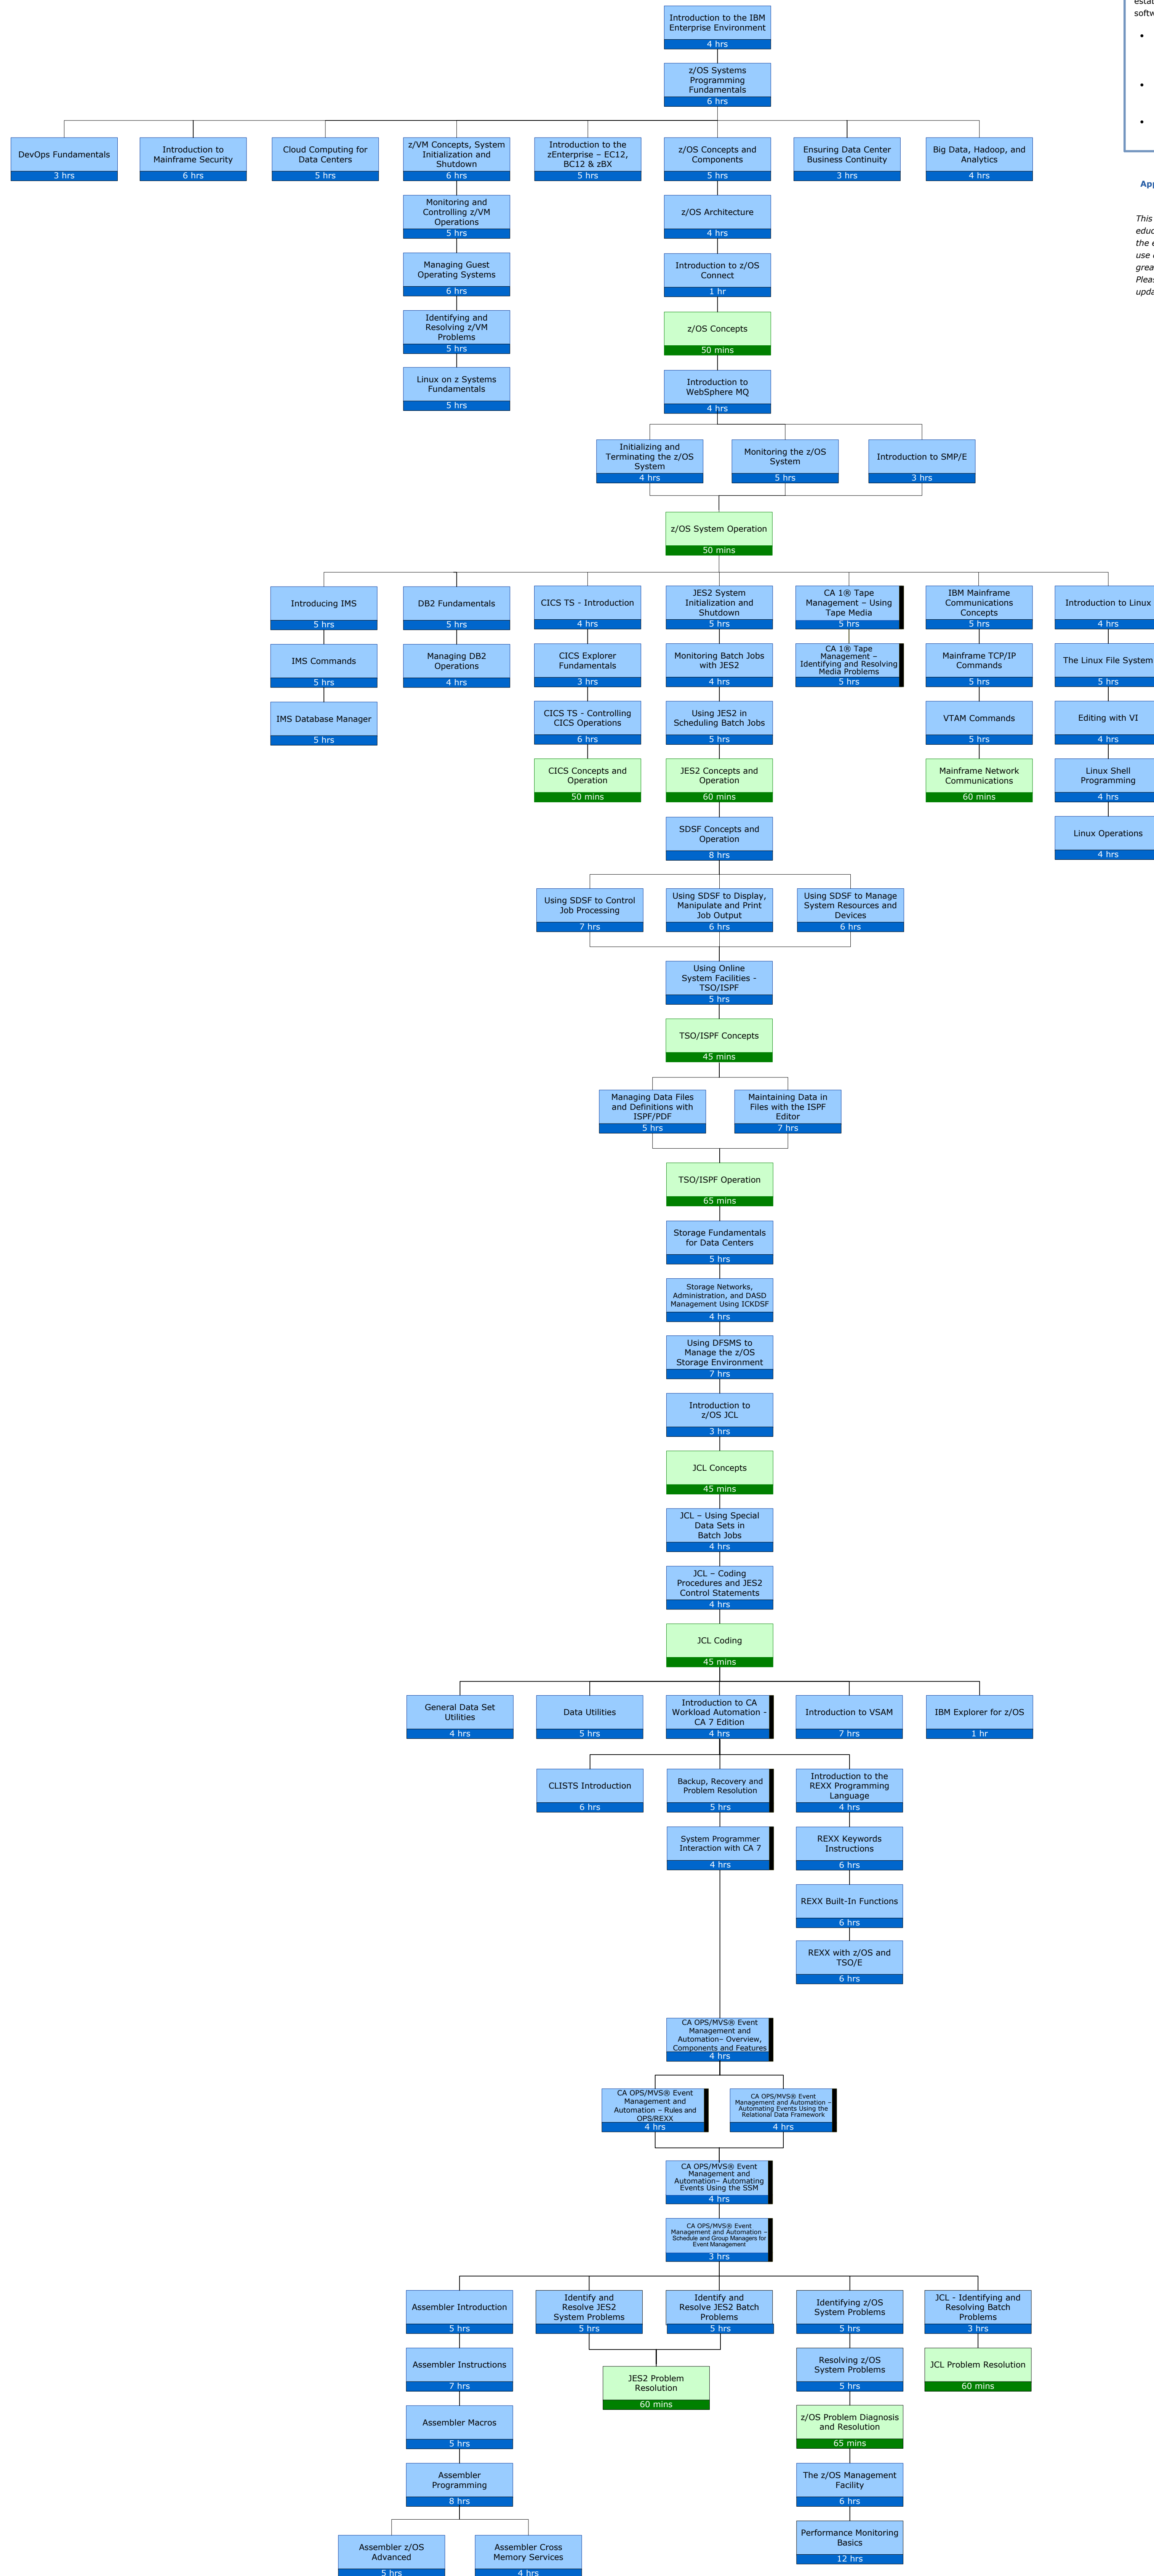 Introduction to the IBM
Enterprise Environment
4 hrs
z/OS Systems
Programming
Fundamentals
6 hrs
DevOps Fundamentals
3 hrs
Introduction to
Mainframe Security
6 hrs
Cloud Computing for
Data Centers
5 hrs
z/VM Concepts, System
Initialization and
Shutdown
6 hrs
Introduction to the
zEnterprise – EC12,
BC12 & zBX
5 hrs
z/OS Concepts and
Components
5 hrs
Ensuring Data Center
Business Continuity
3 hrs
Big Data, Hadoop, and
Analytics
4 hrs
Monitoring and
Controlling z/VM
Operations
5 hrs
z/OS Architecture
4 hrs
Managing Guest
Operating Systems
6 hrs
Introduction to z/OS
Connect
1 hr
Identifying and
Resolving z/VM
Problems
5 hrs
z/OS Concepts
50 mins
Linux on z Systems
Fundamentals
5 hrs
Introduction to
WebSphere MQ
4 hrs
Initializing and
Terminating the z/OS
System
4 hrs
Monitoring the z/OS
System
5 hrs
Introduction to SMP/E
3 hrs
z/OS System Operation
50 mins
Introducing IMS
5 hrs
DB2 Fundamentals
5 hrs
CICS TS - Introduction
4 hrs
JES2 System
Initialization and
Shutdown
5 hrs
CA 1® Tape
Management – Using
Tape Media
5 hrs
IBM Mainframe
Communications
Concepts
5 hrs
Introduction to Linux
4 hrs
IMS Commands
5 hrs
Managing DB2
Operations
4 hrs
CICS Explorer
Fundamentals
3 hrs
Monitoring Batch Jobs
with JES2
4 hrs
CA 1® Tape
Management –
Identifying and Resolving
Media Problems
5 hrs
Mainframe TCP/IP
Commands
5 hrs
The Linux File System
5 hrs
IMS Database Manager
5 hrs
CICS TS - Controlling
CICS Operations
6 hrs
Using JES2 in
Scheduling Batch Jobs
5 hrs
VTAM Commands
5 hrs
Editing with VI
4 hrs
CICS Concepts and
Operation
50 mins
JES2 Concepts and
Operation
60 mins
Mainframe Network
Communications
60 mins
Linux Shell
Programming
4 hrs
SDSF Concepts and
Operation
8 hrs
Linux Operations
4 hrs
Using SDSF to Control
Job Processing
7 hrs
Using SDSF to Display,
Manipulate and Print
Job Output
6 hrs
Using SDSF to Manage
System Resources and
Devices
6 hrs
Using Online
System Facilities -
TSO/ISPF
5 hrs
TSO/ISPF Concepts
45 mins
Managing Data Files
and Definitions with
ISPF/PDF
5 hrs
Maintaining Data in
Files with the ISPF
Editor
7 hrs
TSO/ISPF Operation
65 mins
Storage Fundamentals
for Data Centers
5 hrs
Storage Networks,
Administration, and DASD
Management Using ICKDSF
4 hrs
Using DFSMS to
Manage the z/OS
Storage Environment
7 hrs
Introduction to
z/OS JCL
3 hrs
JCL Concepts
45 mins
JCL – Using Special
Data Sets in
Batch Jobs
4 hrs
JCL – Coding
Procedures and JES2
Control Statements
4 hrs
JCL Coding
45 mins
General Data Set
Utilities
4 hrs
Data Utilities
5 hrs
Introduction to CA
Workload Automation -
CA 7 Edition
4 hrs
Introduction to VSAM
7 hrs
IBM Explorer for z/OS
1 hr
CLISTS Introduction
6 hrs
Backup, Recovery and
Problem Resolution
5 hrs
Introduction to the
REXX Programming
Language
4 hrs
System Programmer
Interaction with CA 7
4 hrs
REXX Keywords
Instructions
6 hrs
REXX Built-In Functions
6 hrs
REXX with z/OS and
TSO/E
6 hrs
CA OPS/MVS® Event
Management and
Automation– Overview,
Components and Features
4 hrs
CA OPS/MVS® Event
Management and
Automation – Rules and
OPS/REXX
4 hrs
CA OPS/MVS® Event
Management and Automation –
Automating Events Using the
Relational Data Framework
4 hrs
CA OPS/MVS® Event
Management and
Automation– Automating
Events Using the SSM
4 hrs
CA OPS/MVS® Event
Management and Automation –
Schedule and Group Managers for
Event Management
3 hrs
Assembler Introduction
5 hrs
Identify and
Resolve JES2
System Problems
5 hrs
Identify and
Resolve JES2 Batch
Problems
5 hrs
Identifying z/OS
System Problems
5 hrs
JCL - Identifying and
Resolving Batch
Problems
3 hrs
Assembler Instructions
7 hrs
JES2 Problem
Resolution
60 mins
Resolving z/OS
System Problems
5 hrs
JCL Problem Resolution
60 mins
Assembler Macros
5 hrs
z/OS Problem Diagnosis
and Resolution
65 mins
Assembler
Programming
8 hrs
The z/OS Management
Facility
6 hrs
Assembler z/OS
Advanced
5 hrs
Assembler Cross
Memory Services
4 hrs
Performance Monitoring
Basics
12 hrs
This
the
use